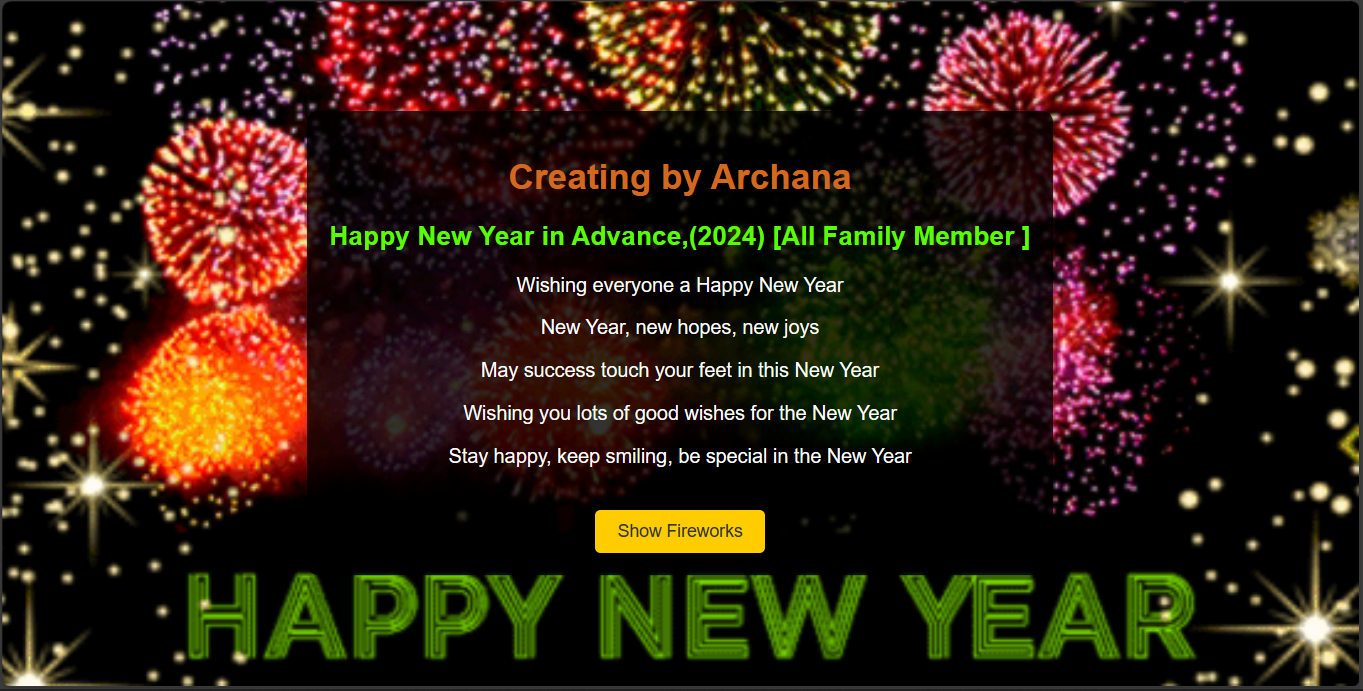 Creating by Archana
Happy New Year in Advance,(2024) [All Family Member ]
Wishing everyone a Happy New Year
New Year, new hopes, new joys
May success touch your feet in this New Year
Wishing you lots of good wishes for the New Year
Stay happy, keep smiling, be special in the New Year
Show Fireworks
HAPPY NEW YEAR